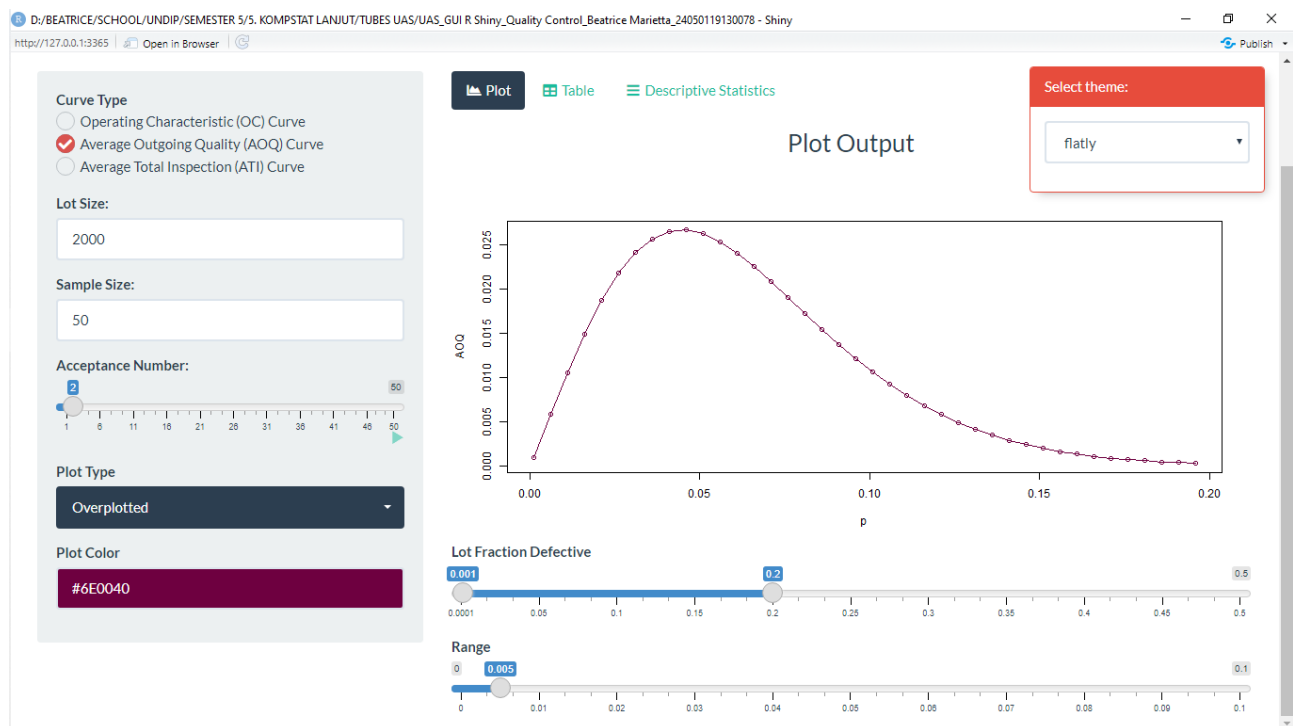 D:/BEATRICE/SCHOOL/UNDIP/SEMESTER 5/5. KOMPSTAT LANJUT/TUBES UAS/UAS_GUI R Shiny_Quality Control_Beatrice Marietta_24050119130078 - Shiny
http://127.0.0.1:3365 Open in Browser Publish
Curve Type
Operating Characteristic (OC) Curve
Average Outgoing Quality (AOQ) Curve
Average Total Inspection (ATI) Curve
Lot Size:
2000
Sample Size:
50
Acceptance Number:
2 50
1 6 11 16 21 26 31 36 41 46 50
Plot Type
Overplotted
Plot Color
#6E0040
Plot Table Descriptive Statistics
Select theme:
flatly
Plot Output
AOQ
0.025
0.020
0.015
0.010
0.005
0.000
0.00 0.05 0.10 0.15 0.20
p
Lot Fraction Defective
0.001 0.2 0.5
0.0001 0.05 0.1 0.15 0.2 0.25 0.3 0.35 0.4 0.45 0.5
Range
0 0.005 0.1
0 0.01 0.02 0.03 0.04 0.05 0.06 0.07 0.08 0.09 0.1